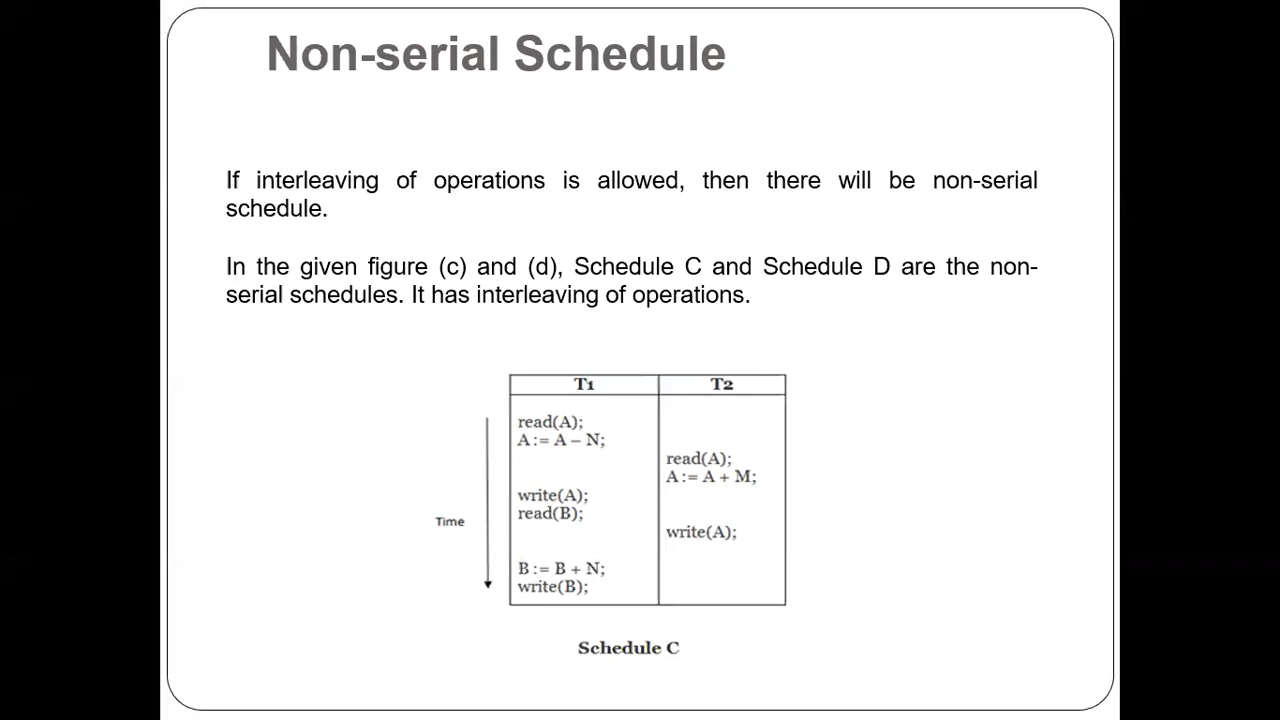 Non-serial Schedule
If interleaving of operations is allowed, then there will be non-serial
schedule.
In the given figure (c) and (d), Schedule C and Schedule D are the non-
serial schedules. It has interleaving of operations.
T1 T2
read(A);
A := A – N;
read(A);
A := A + M;
write(A);
read(B);
Time
write(A);
B := B + N;
write(B);
Schedule C